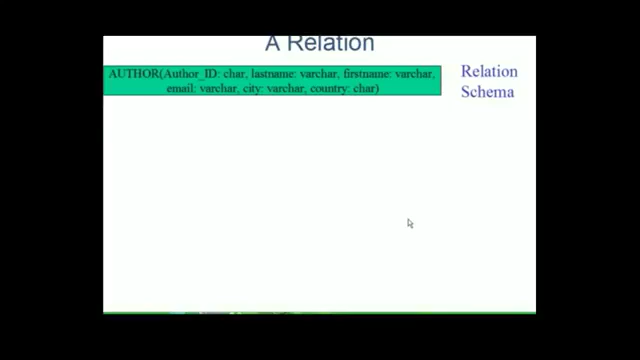 A Relation
AUTHOR(Author_ID: char, lastname: varchar, firstname: varchar,
email: varchar, city: varchar, country: char)
Relation
Schema